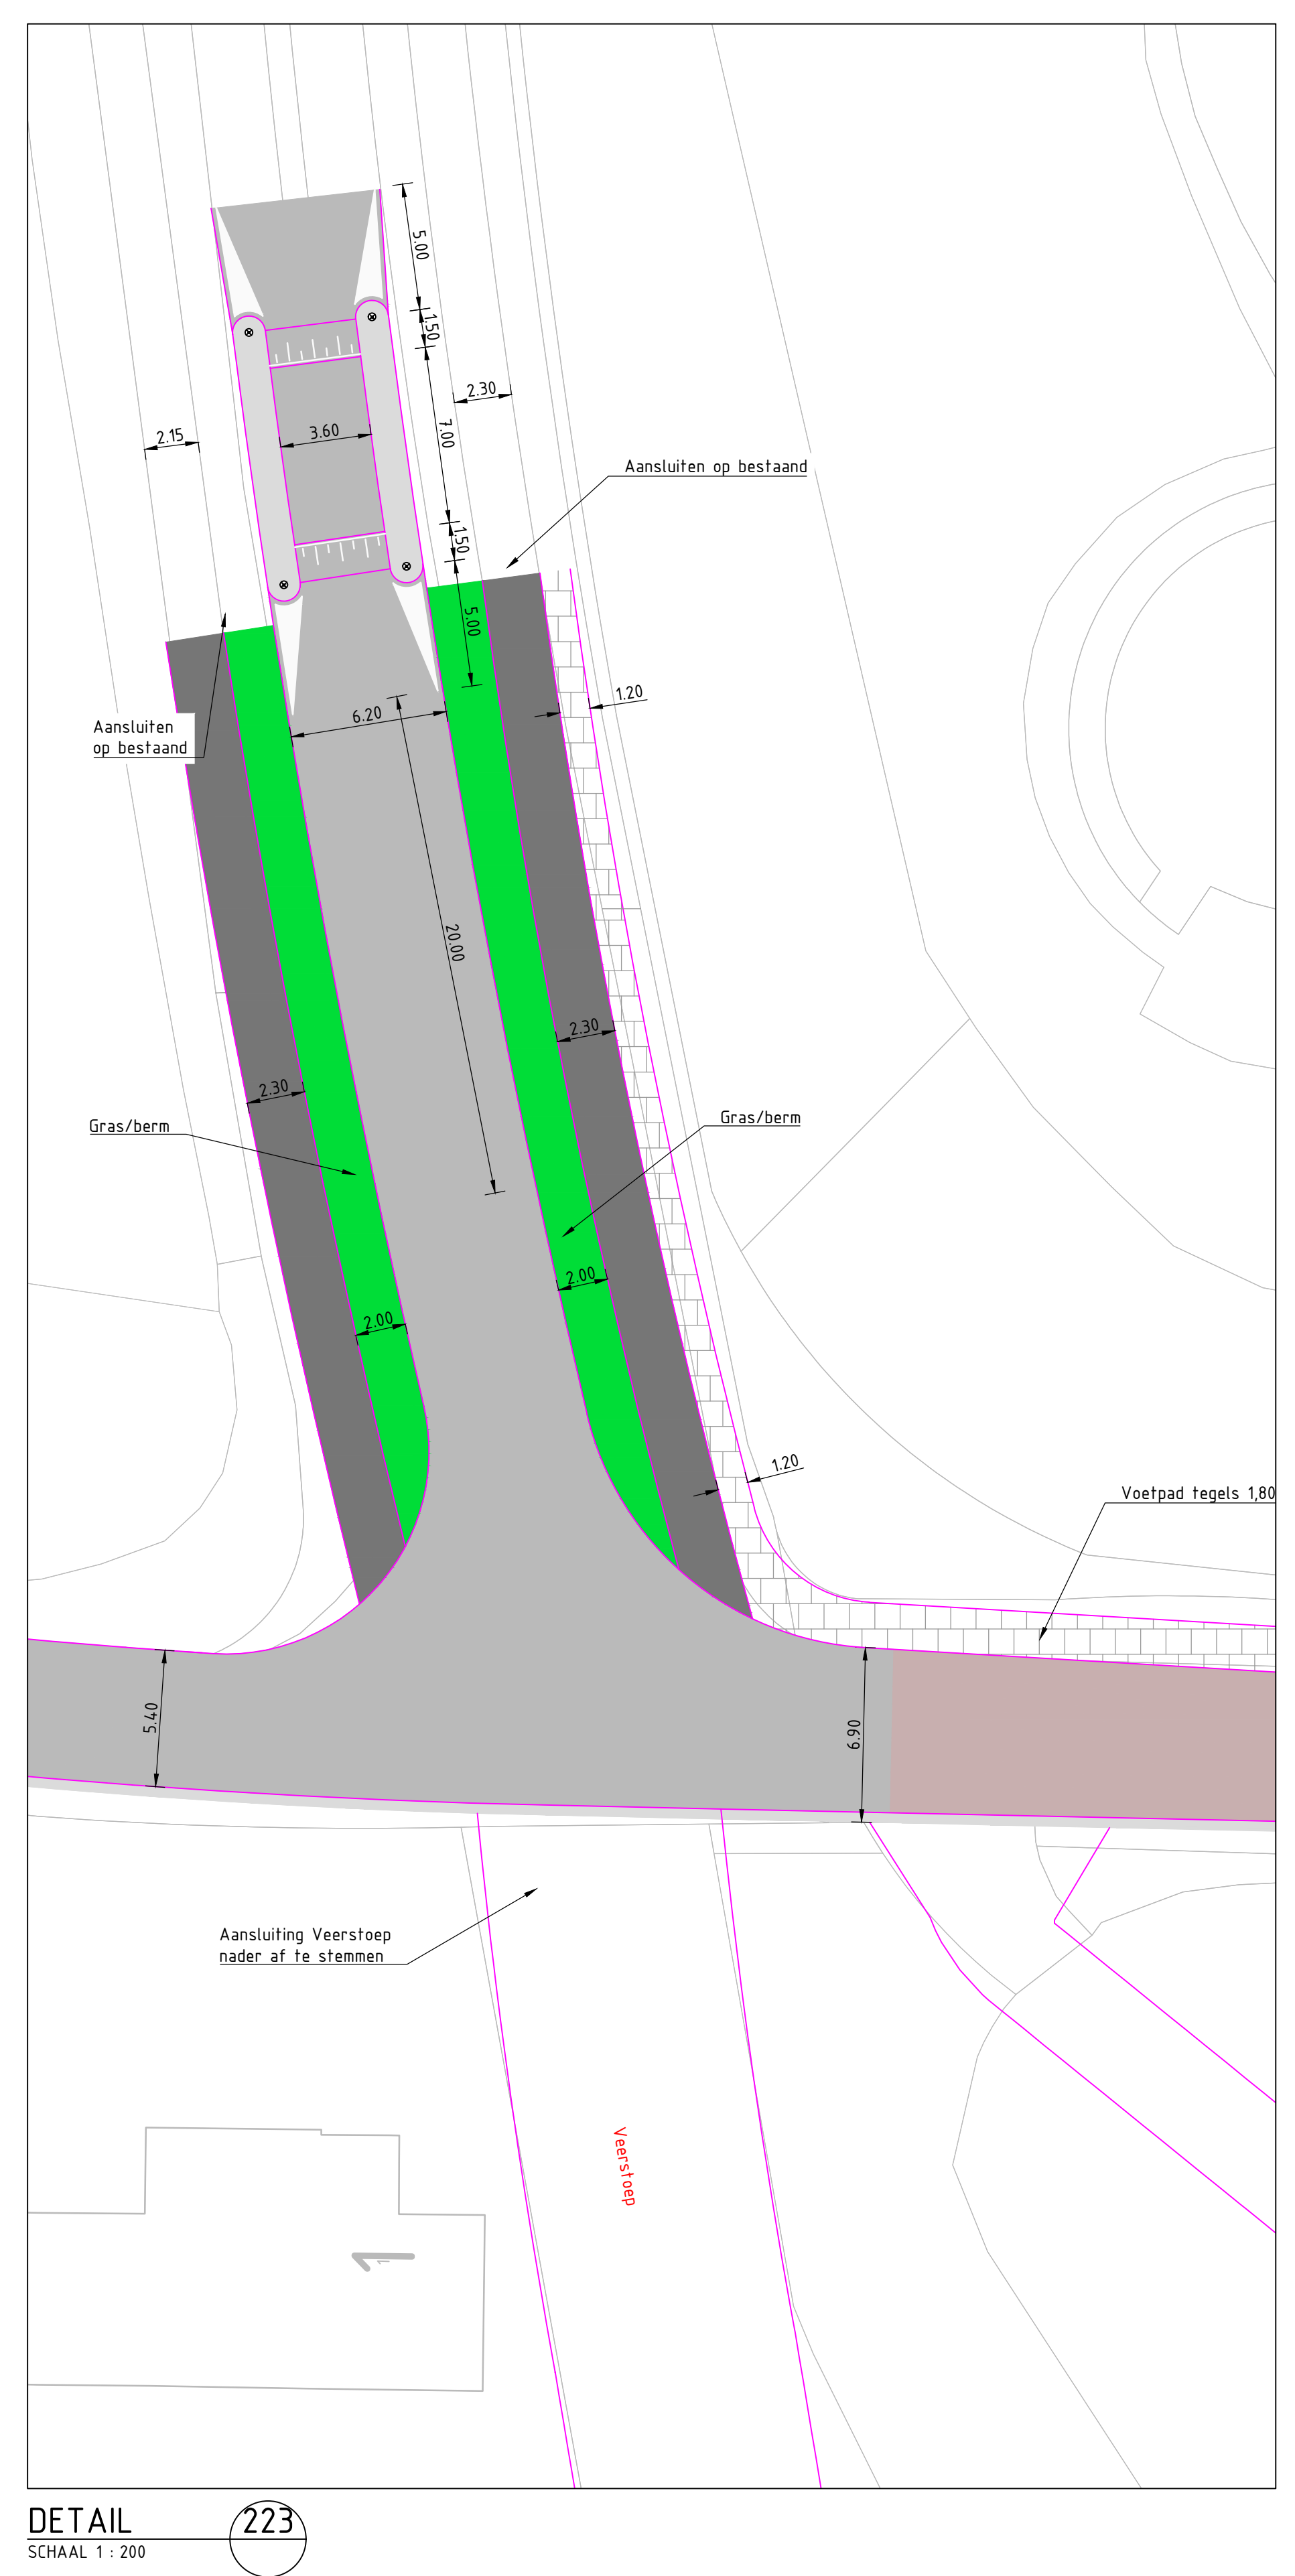 5.00
1.50
2.30
2.15
3.60
7.00
Aansluiten op bestaand
1.50
5.00
1.20
6.20
Aansluiten
op bestaand
20.00
2.30
2.30
Gras/berm
Gras/berm
2.00
2.00
1.20
Voetpad tegels 1,80
5.40
6.90
Aansluiting Veerstoep
nader af te stemmen
Veerstoep
1
DETAIL
223
SCHAAL 1 : 200